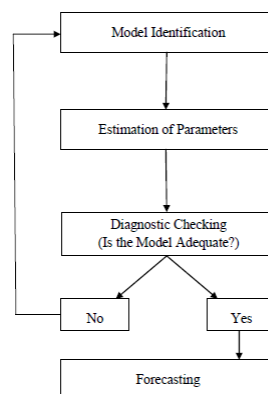 Model Identification
Estimation of Parameters
Diagnostic Checking
(Is the Model Adequate?)
No
Yes
Forecasting